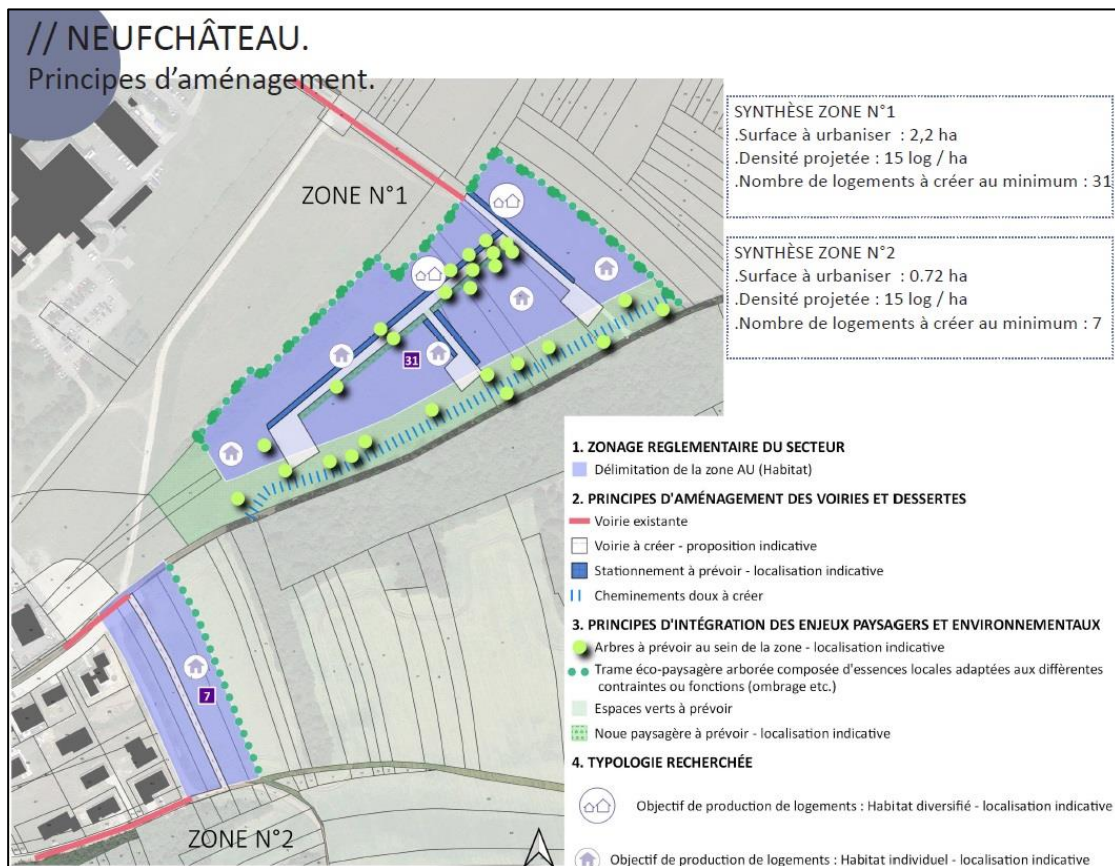 // NEUFCHÂTEAU.
Principes d'aménagement.
SYNTHÈSE ZONE N°1
.Surface à urbaniser : 2,2 ha
.Densité projetée : 15 log / ha
.Nombre de logements à créer au minimum : 31
SYNTHÈSE ZONE N°2
.Surface à urbaniser : 0.72 ha
.Densité projetée : 15 log / ha
.Nombre de logements à créer au minimum : 7
ZONE N°1
31
7
ZONE N°2
1. ZONAGE REGLEMENTAIRE DU SECTEUR
Délimitation de la zone AU (Habitat)
2. PRINCIPES D'AMÉNAGEMENT DES VOIRIES ET DESSERTES
Voirie existante
Voirie à créer - proposition indicative
Stationnement à prévoir - localisation indicative
Cheminements doux à créer
3. PRINCIPES D'INTÉGRATION DES ENJEUX PAYSAGERS ET ENVIRONNEMENTAUX
Arbres à prévoir au sein de la zone - localisation indicative
Trame éco-paysagère arborée composée d'essences locales adaptées aux diffèrentes
contraintes ou fonctions (ombrage etc.)
Espaces verts à prévoir
Noue paysagère à prévoir - localisation indicative
4. TYPOLOGIE RECHERCHÉE
Objectif de production de logements : Habitat diversifié - localisation indicative
Objectif de production de logements : Habitat individuel - localisation indicative